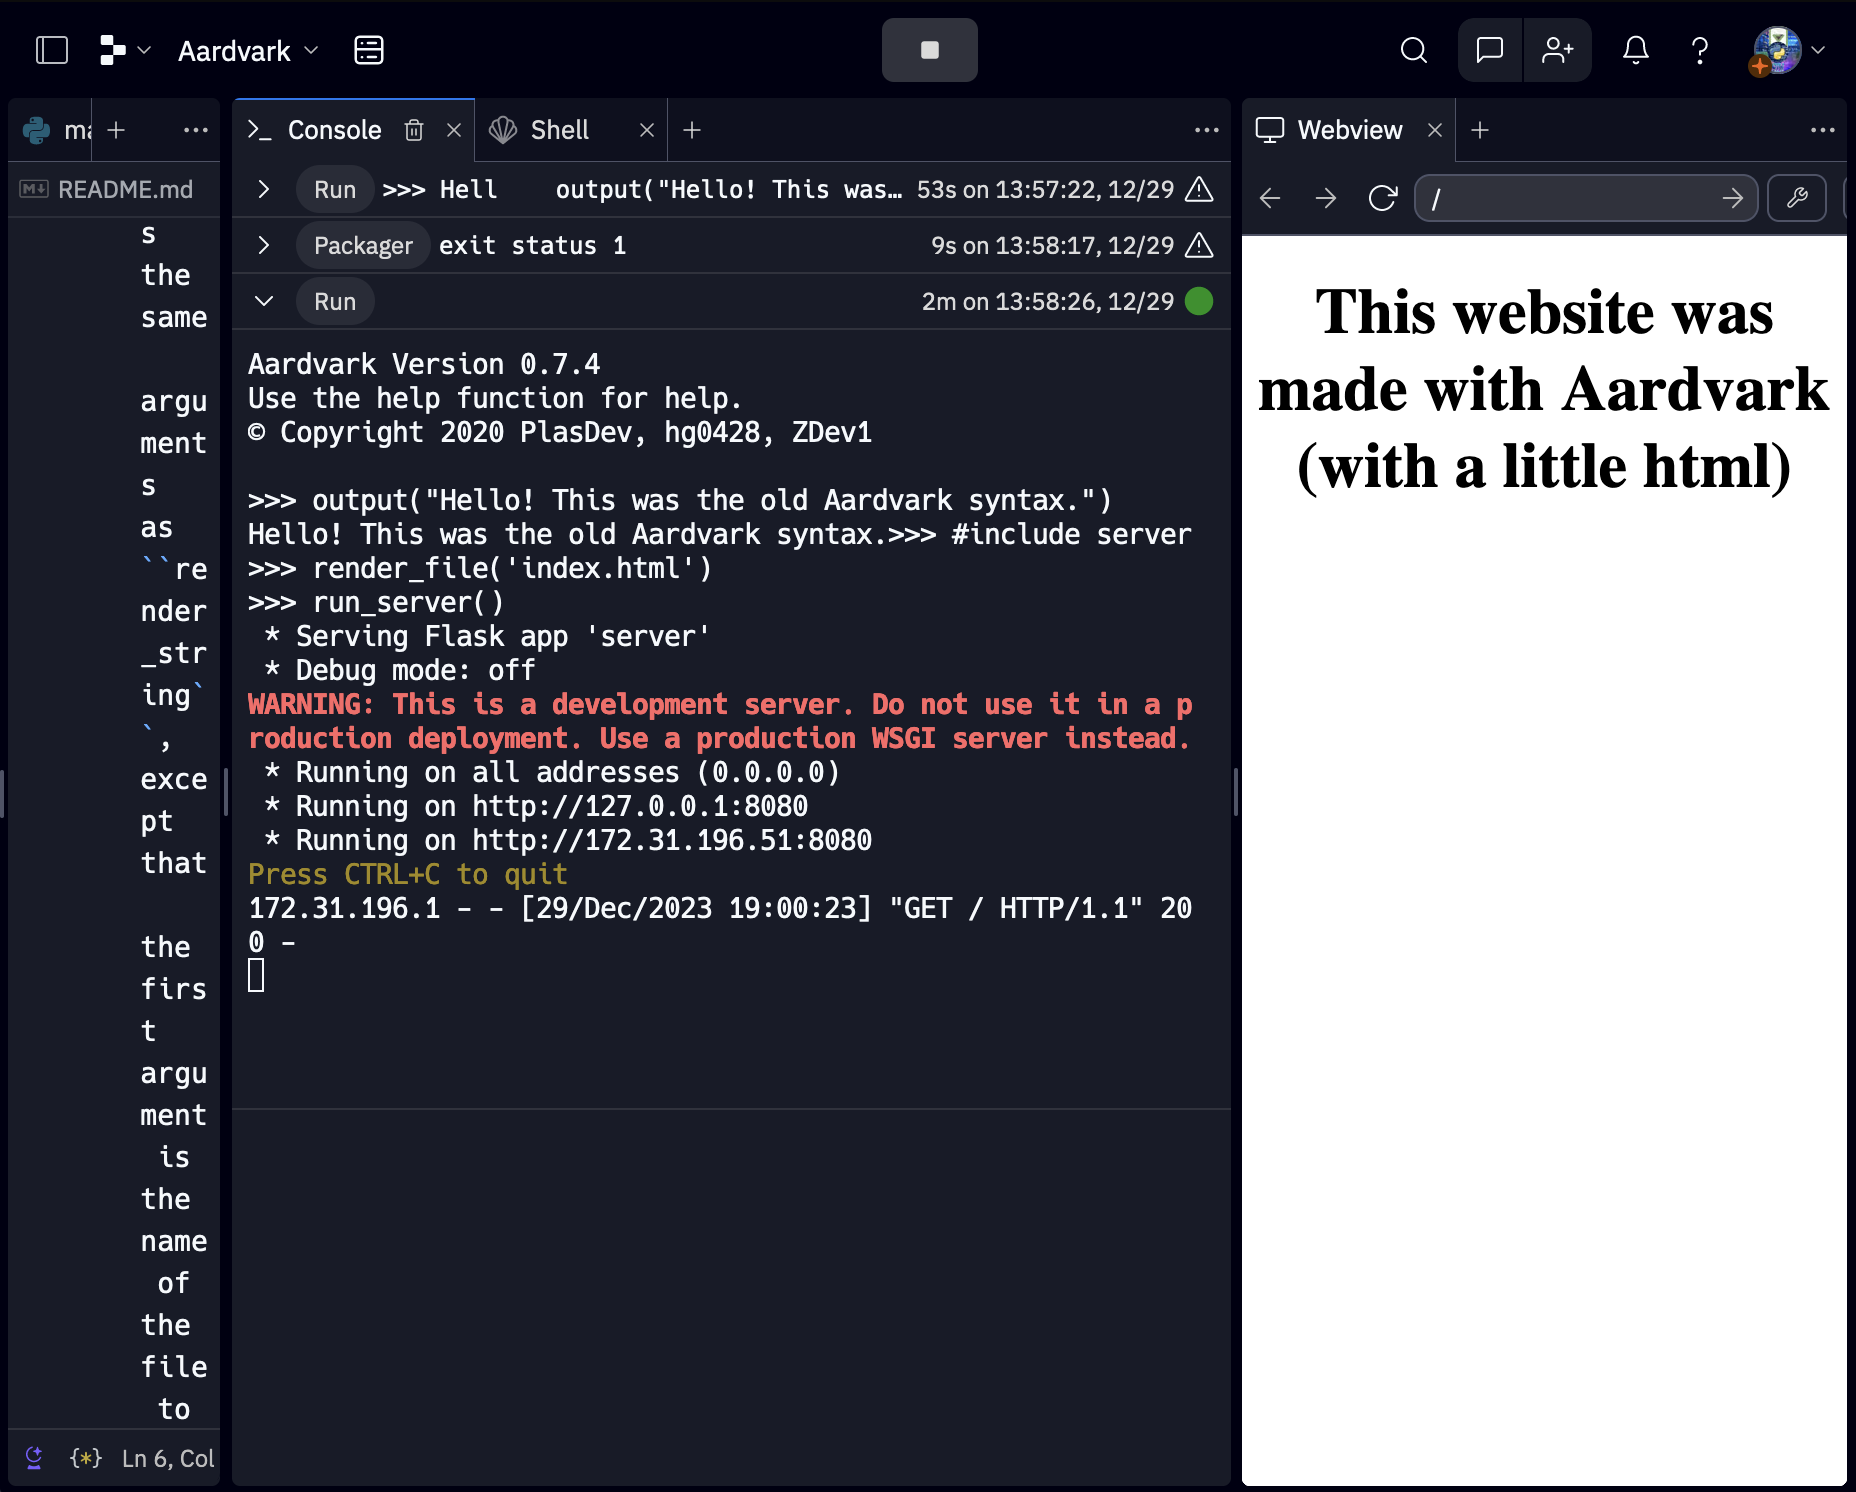 Aardvark
ma
README.md
s
the
same
argu
ment
s
as
``re
nder
_str
ing`
`,
exce
pt
that
the
firs
t
argu
ment
is
the
name
of
the
file
to
{*} Ln 6, Col
Console
Shell
Run >>> Hell output("Hello! This was… 53s on 13:57:22, 12/29
Packager exit status 1 9s on 13:58:17, 12/29
Run 2m on 13:58:26, 12/29
Aardvark Version 0.7.4
Use the help function for help.
© Copyright 2020 PlasDev, hg0428, ZDev1
>>> output("Hello! This was the old Aardvark syntax.")
Hello! This was the old Aardvark syntax.>>> #include server
>>> render_file('index.html')
>>> run_server()
* Serving Flask app 'server'
* Debug mode: off
WARNING: This is a development server. Do not use it in a p
roduction deployment. Use a production WSGI server instead.
* Running on all addresses (0.0.0.0)
* Running on http://127.0.0.1:8080
* Running on http://172.31.196.51:8080
Press CTRL+C to quit
172.31.196.1 - - [29/Dec/2023 19:00:23] "GET / HTTP/1.1" 20
0 -
Webview
/
This website was
made with Aardvark
(with a little html)